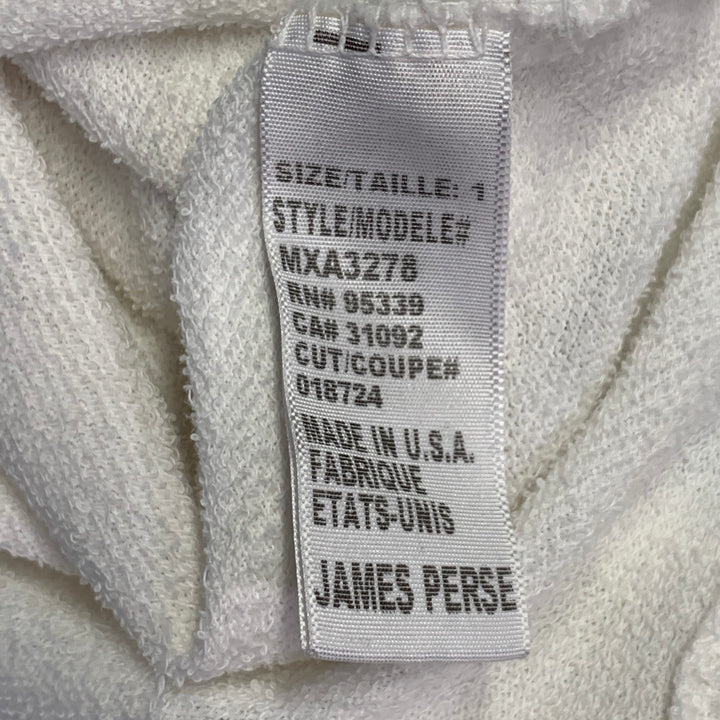 SIZE/TAILLE: 1
STYLE/MODELE#
MXA3278
RN# 95339
CA# 31092
CUT/COUPE#
018724
MADE IN U.S.A.
FABRIQUE
ETATS-UNIS
JAMES PERSE